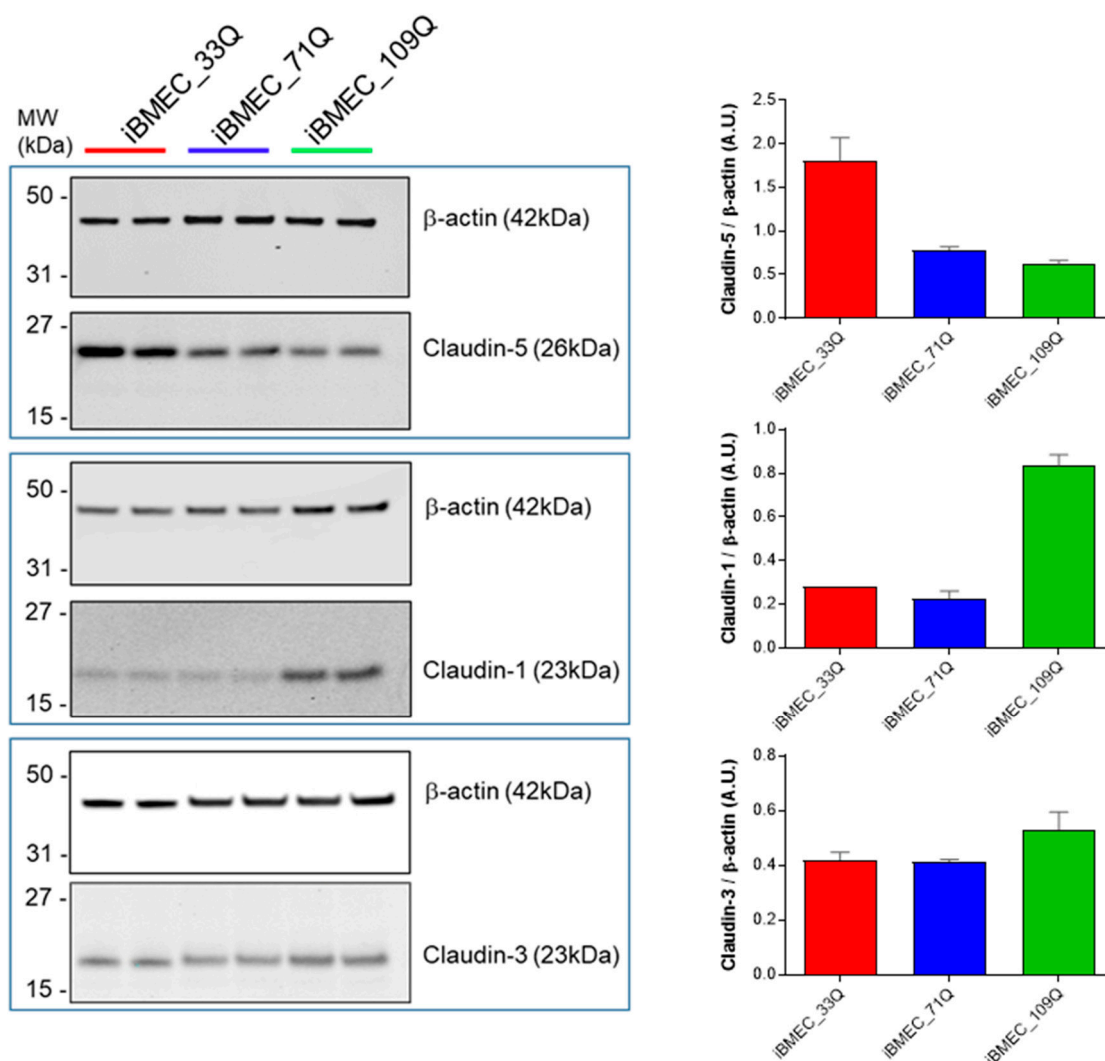 iBMEC_33Q
iBMEC_71Q
iBMEC_109Q
MW
(kDa)
50 -
β-actin (42kDa)
31 -
27 -
Claudin-5 (26kDa)
15 -
50 -
β-actin (42kDa)
31 -
27 -
Claudin-1 (23kDa)
15 -
50 -
β-actin (42kDa)
31 -
27 -
Claudin-3 (23kDa)
15 -
Claudin-5 / β-actin (A.U.)
2.5
2.0
1.5
1.0
0.5
0.0
iBMEC_33Q
iBMEC_71Q
iBMEC_109Q
Claudin-1 / β-actin (A.U.)
1.0
0.8
0.6
0.4
0.2
0.0
iBMEC_33Q
iBMEC_71Q
iBMEC_109Q
Claudin-3 / β-actin (A.U.)
0.8
0.6
0.4
0.2
0.0
iBMEC_33Q
iBMEC_71Q
iBMEC_109Q